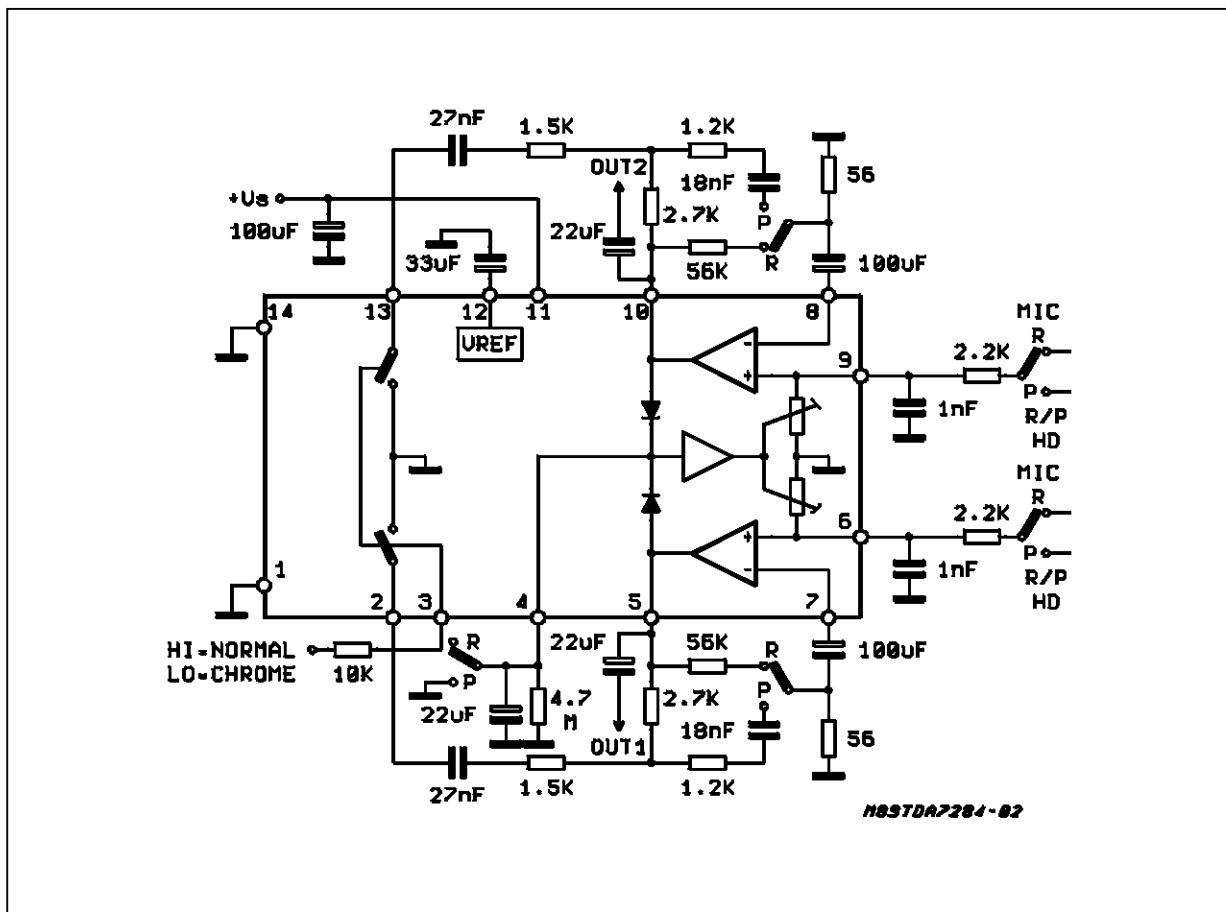 27nF
1.5K
1.2K
OUT2
18nF
56
+Vs
100uF
2.7K
P
22uF
33uF
56K
R
100uF
14
13
12
11
10
8
MIC
VREF
R
9
2.2K
-
+
P
1nF
R/P
HD
MIC
R
6
2.2K
+
-
P
1nF
R/P
HD
1
2
3
4
5
7
HI=NORMAL
LO=CHROME
10K
R
P
22uF
56K
R
100uF
22uF
4.7
M
2.7K
P
18nF
56
OUT1
27nF
1.5K
1.2K
M89TDA7284-02